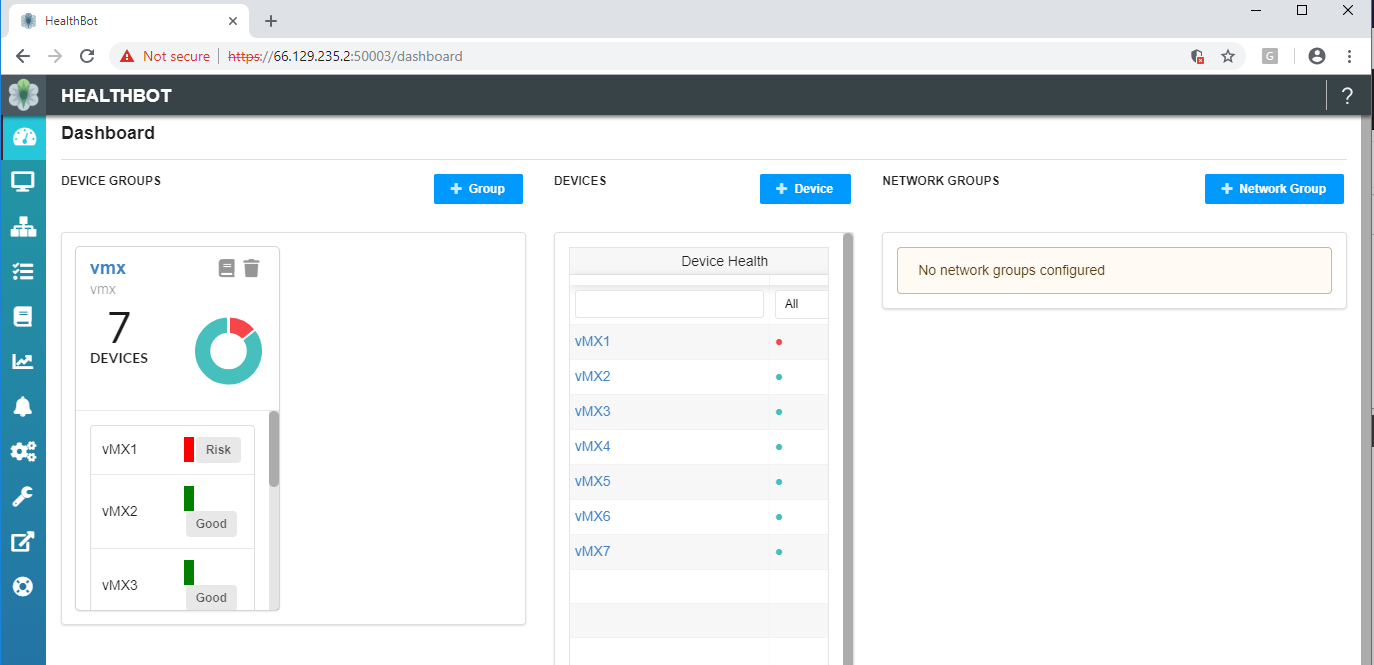 HealthBot
Not secure | https://66.129.235.2:50003/dashboard
G
HEALTHBOT
?
Dashboard
DEVICE GROUPS
+ Group
vmx
vmx
7
DEVICES
vMX1 Risk
vMX2
Good
vMX3
Good
DEVICES
+ Device
Device Health
All
vMX1
vMX2
vMX3
vMX4
vMX5
vMX6
vMX7
NETWORK GROUPS
+ Network Group
No network groups configured